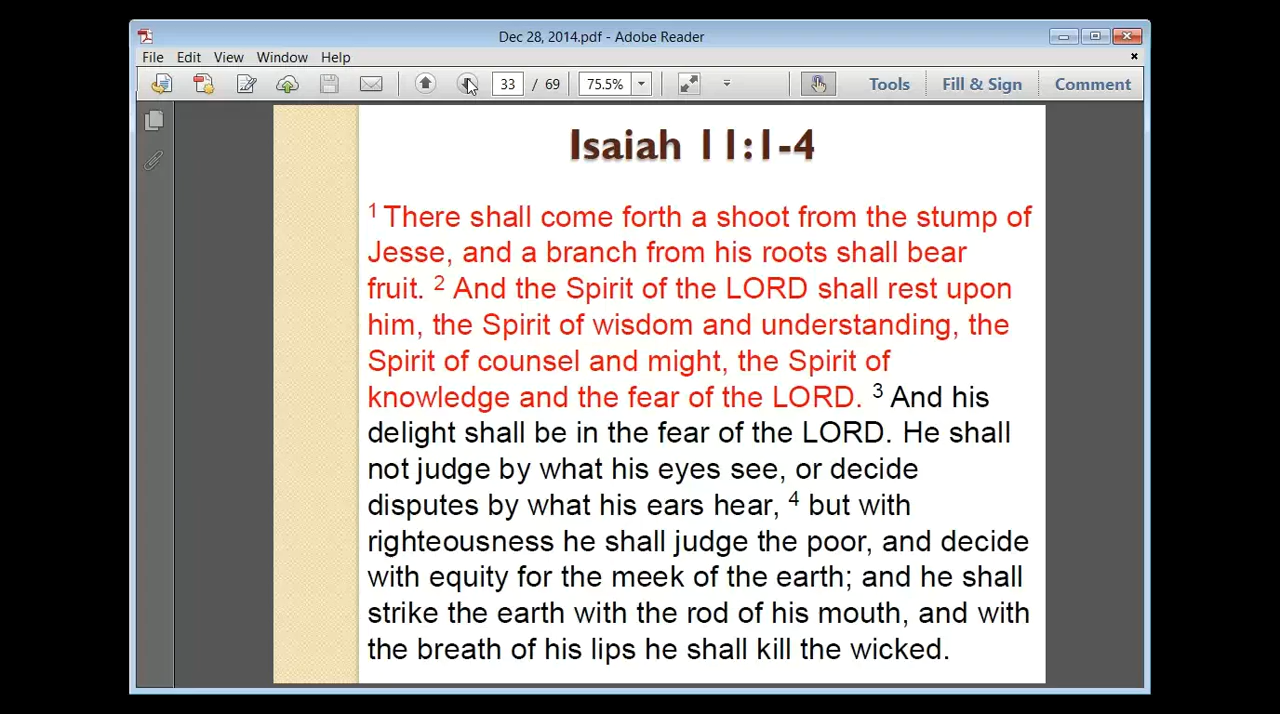 Dec 28, 2014.pdf - Adobe Reader
File Edit View Window Help
33 / 69 75.5% Tools Fill & Sign Comment
Isaiah 11:1-4
1 There shall come forth a shoot from the stump of
Jesse, and a branch from his roots shall bear
fruit. 2 And the Spirit of the LORD shall rest upon
him, the Spirit of wisdom and understanding, the
Spirit of counsel and might, the Spirit of
knowledge and the fear of the LORD. 3 And his
delight shall be in the fear of the LORD. He shall
not judge by what his eyes see, or decide
disputes by what his ears hear, 4 but with
righteousness he shall judge the poor, and decide
with equity for the meek of the earth; and he shall
strike the earth with the rod of his mouth, and with
the breath of his lips he shall kill the wicked.